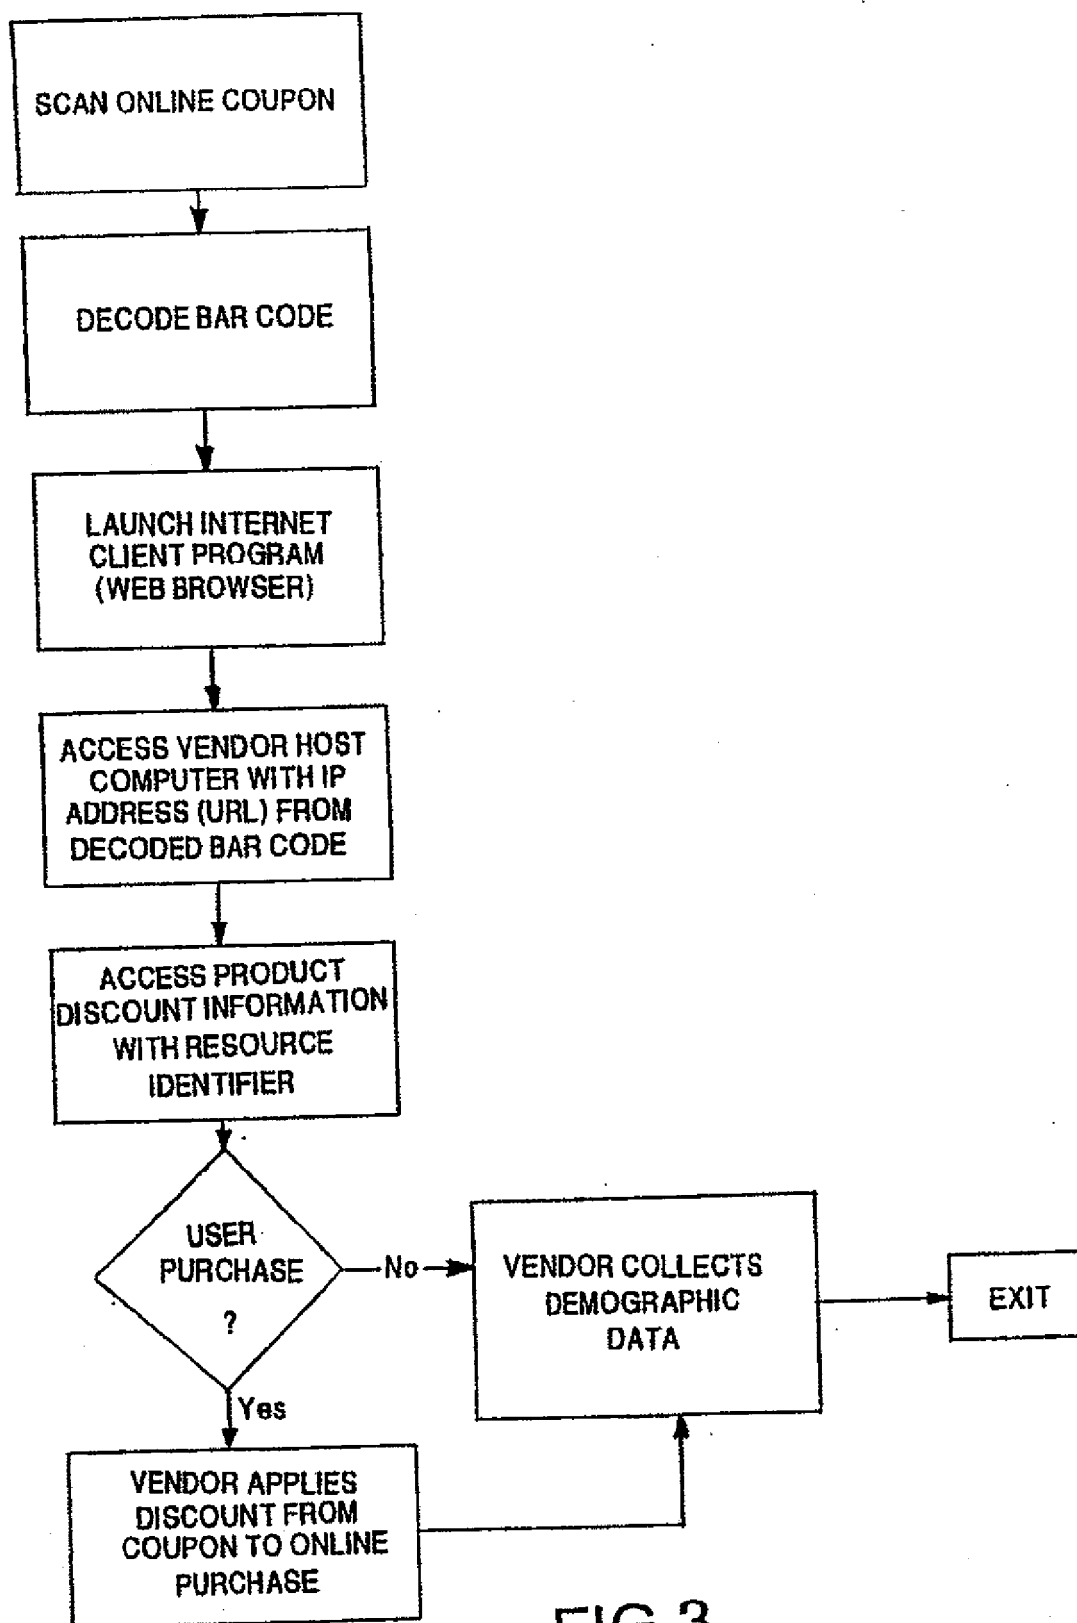 SCAN ONLINE COUPON
DECODE BAR CODE
LAUNCH INTERNET
CLIENT PROGRAM
(WEB BROWSER)
ACCESS VENDOR HOST
COMPUTER WITH IP
ADDRESS (URL) FROM
DECODED BAR CODE
ACCESS PRODUCT
DISCOUNT INFORMATION
WITH RESOURCE
IDENTIFIER
USER
PURCHASE
?
No
VENDOR COLLECTS
DEMOGRAPHIC
DATA
EXIT
Yes
VENDOR APPLIES
DISCOUNT FROM
COUPON TO ONLINE
PURCHASE
FIG.3